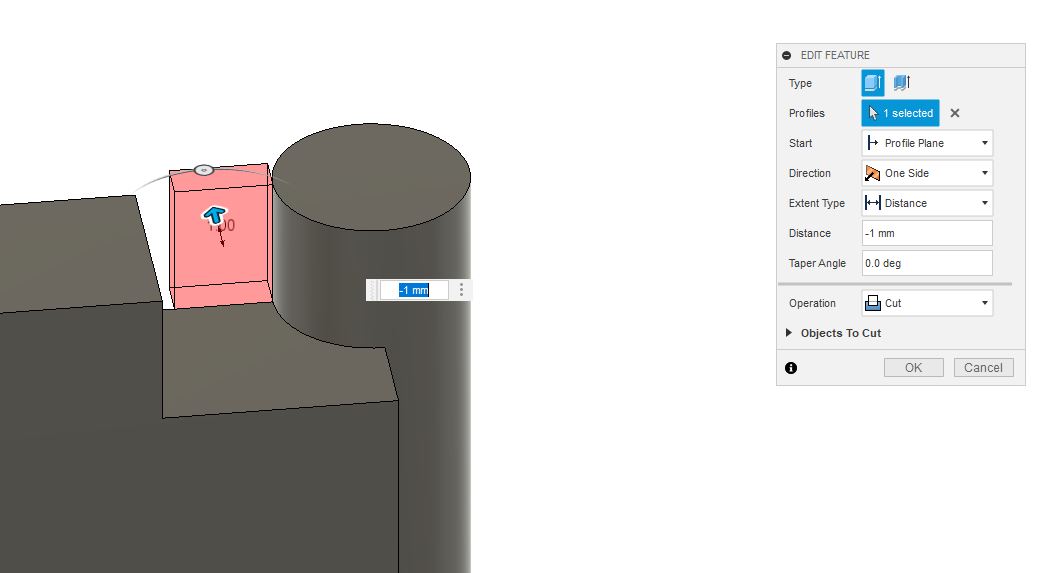 EDIT FEATURE
Type
Profiles 1 selected
Start Profile Plane
Direction One Side
Extent Type Distance
Distance -1 mm
Taper Angle 0.0 deg
Operation Cut
Objects To Cut
OK Cancel
-1 mm